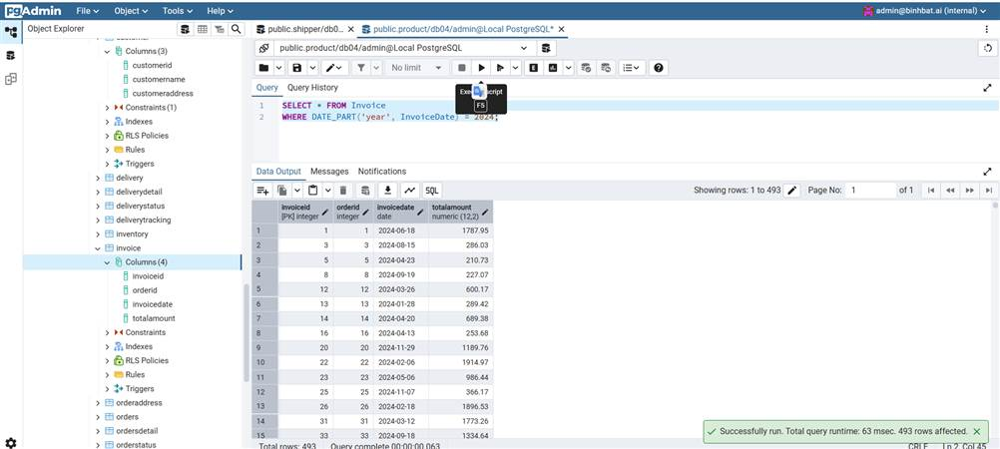 pgAdmin File Object Tools Help admin@binhbat.ai (internal)
Object Explorer
public.shipper/db0... public.product/db04/admin@Local PostgreSQL*
public.product/db04/admin@Local PostgreSQL
No limit
Query Query History
F5
1 SELECT * FROM Invoice
2 WHERE DATE_PART('year', InvoiceDate) = 2024;
customer
Columns (3)
customerid
customername
customeraddress
Constraints (1)
Indexes
RLS Policies
Rules
Triggers
delivery
deliverydetail
deliverystatus
deliverytracking
inventory
invoice
Columns (4)
invoiceid
orderid
invoicedate
totalamount
Constraints
Indexes
RLS Policies
Rules
Triggers
orderaddress
orders
ordersdetail
orderstatus
Data Output Messages Notifications
SQL Showing rows: 1 to 493 Page No: 1 of 1
invoiceid orderid invoicedate totalamount
[PK] integer integer date numeric (12,2)
1 1 1 2024-06-18 1787.95
2 3 3 2024-08-15 286.03
3 5 5 2024-04-23 210.73
4 8 8 2024-09-19 227.07
5 12 12 2024-03-26 600.17
6 13 13 2024-01-28 289.42
7 14 14 2024-04-20 689.38
8 16 16 2024-04-13 253.68
9 20 20 2024-11-29 1189.76
10 22 22 2024-02-06 1914.97
11 23 23 2024-05-06 986.44
12 25 25 2024-11-07 366.17
13 26 26 2024-02-18 1896.53
14 31 31 2024-03-12 1773.26
15 33 33 2024-09-18 1334.64
Successfully run. Total query runtime: 63 msec. 493 rows affected.
Total rows: 493 Query complete 00:00:00.063 CRLF Ln 2, Col 45